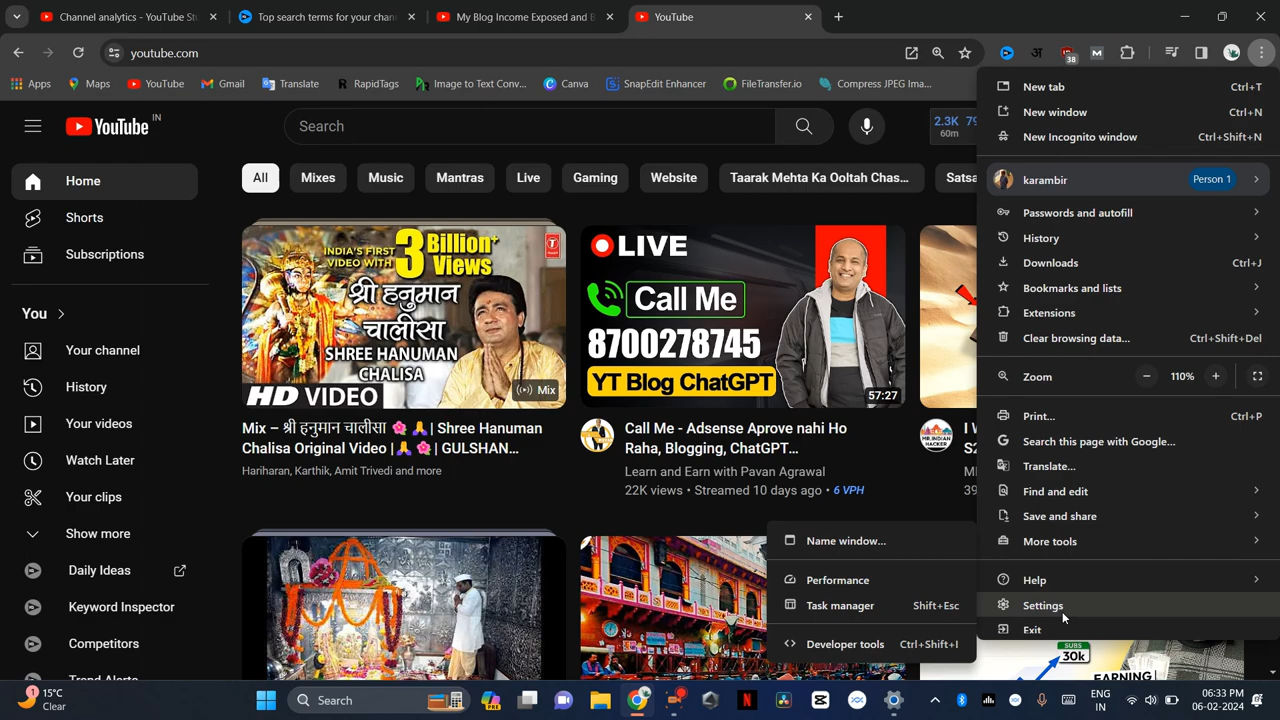 Channel analytics - YouTube St
Top search terms for your chan
My Blog Income Exposed and B
YouTube
youtube.com
38
M
Apps
Maps
YouTube
Gmail
Translate
RapidTags
Image to Text Conv...
Canva
SnapEdit Enhancer
FileTransfer.io
Compress JPEG Ima...
YouTube IN
Search
2.3K 79
60m
Home
Shorts
Subscriptions
You
Your channel
History
Your videos
Watch Later
Your clips
Show more
Daily Ideas
Keyword Inspector
Competitors
All
Mixes
Music
Mantras
Live
Gaming
Website
Taarak Mehta Ka Ooltah Chas...
Satsa
INDIA'S FIRST
VIDEO WITH
3 Billion+
Views
श्री हनुमान
चालीसा
SHREE HANUMAN
CHALISA
HD VIDEO
Mix
Mix – श्री हनुमान चालीसा 🌺🙏| Shree Hanuman
Chalisa Original Video |🙏🌺| GULSHAN...
Hariharan, Karthik, Amit Trivedi and more
LIVE
Call Me
8700278745
YT Blog ChatGPT
57:27
Call Me - Adsense Aprove nahi Ho
Raha, Blogging, ChatGPT...
Learn and Earn with Pavan Agrawal
22K views • Streamed 10 days ago • 6 VPH
MR.INDIAN
HACKER
I W
S2
MR
39
New tab Ctrl+T
New window Ctrl+N
New Incognito window Ctrl+Shift+N
karambir Person 1
Passwords and autofill
History
Downloads Ctrl+J
Bookmarks and lists
Extensions
Clear browsing data... Ctrl+Shift+Del
Zoom − 110% +
Print... Ctrl+P
Search this page with Google...
Translate...
Find and edit
Save and share
More tools
Help
Settings
Exit
Name window...
Performance
Task manager Shift+Esc
Developer tools Ctrl+Shift+I
SUBS
30k
EARNING
1
15°C
Clear
Search
PRE
ENG
IN
06:33 PM
06-02-2024